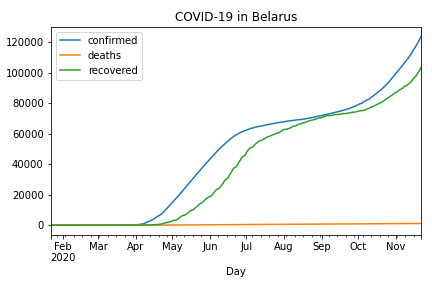 COVID-19 in Belarus
confirmed
deaths
recovered
120000
100000
80000
60000
40000
20000
0
Feb Mar Apr May Jun Jul Aug Sep Oct Nov
2020
Day